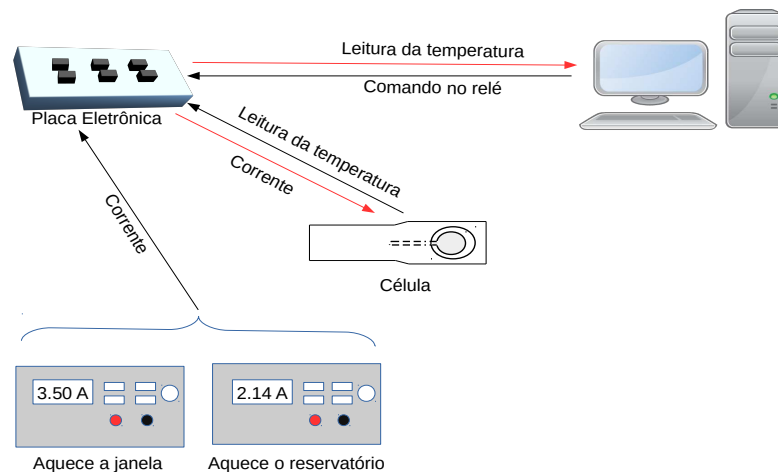 Leitura da temperatura
Comando no relé
Placa Eletrônica
Leitura da temperatura
Corrente
Corrente
Célula
3.50 A
2.14 A
Aquece a janela
Aquece o reservatório